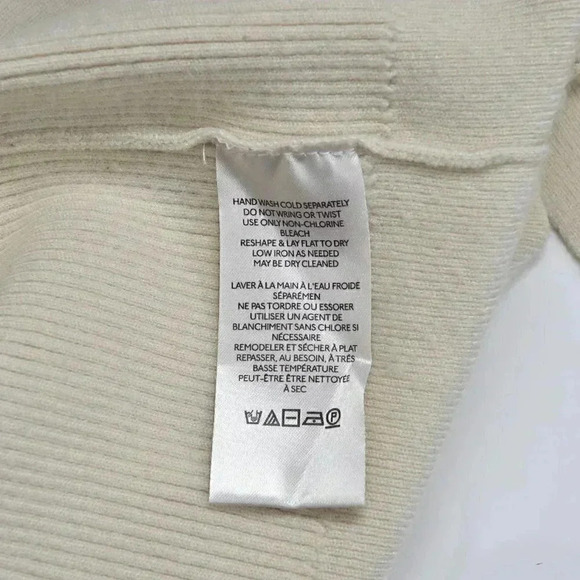 HAND WASH COLD SEPARATELY
DO NOT WRING OR TWIST
USE ONLY NON-CHLORINE
BLEACH
RESHAPE & LAY FLAT TO DRY
LOW IRON AS NEEDED
MAY BE DRY CLEANED
LAVER À LA MAIN À L'EAU FROIDE
SÉPARÉMEN
NE PAS TORDRE OU ESSORER
UTILISER UN AGENT DE
BLANCHIMENT SANS CHLORE SI
NÉCESSAIRE
REMODELER ET SÉCHER À PLAT
REPASSER, AU BESOIN, À TRÈS
BASSE TEMPÉRATURE
PEUT-ÊTRE ÊTRE NETTOYÉE
À SEC
P